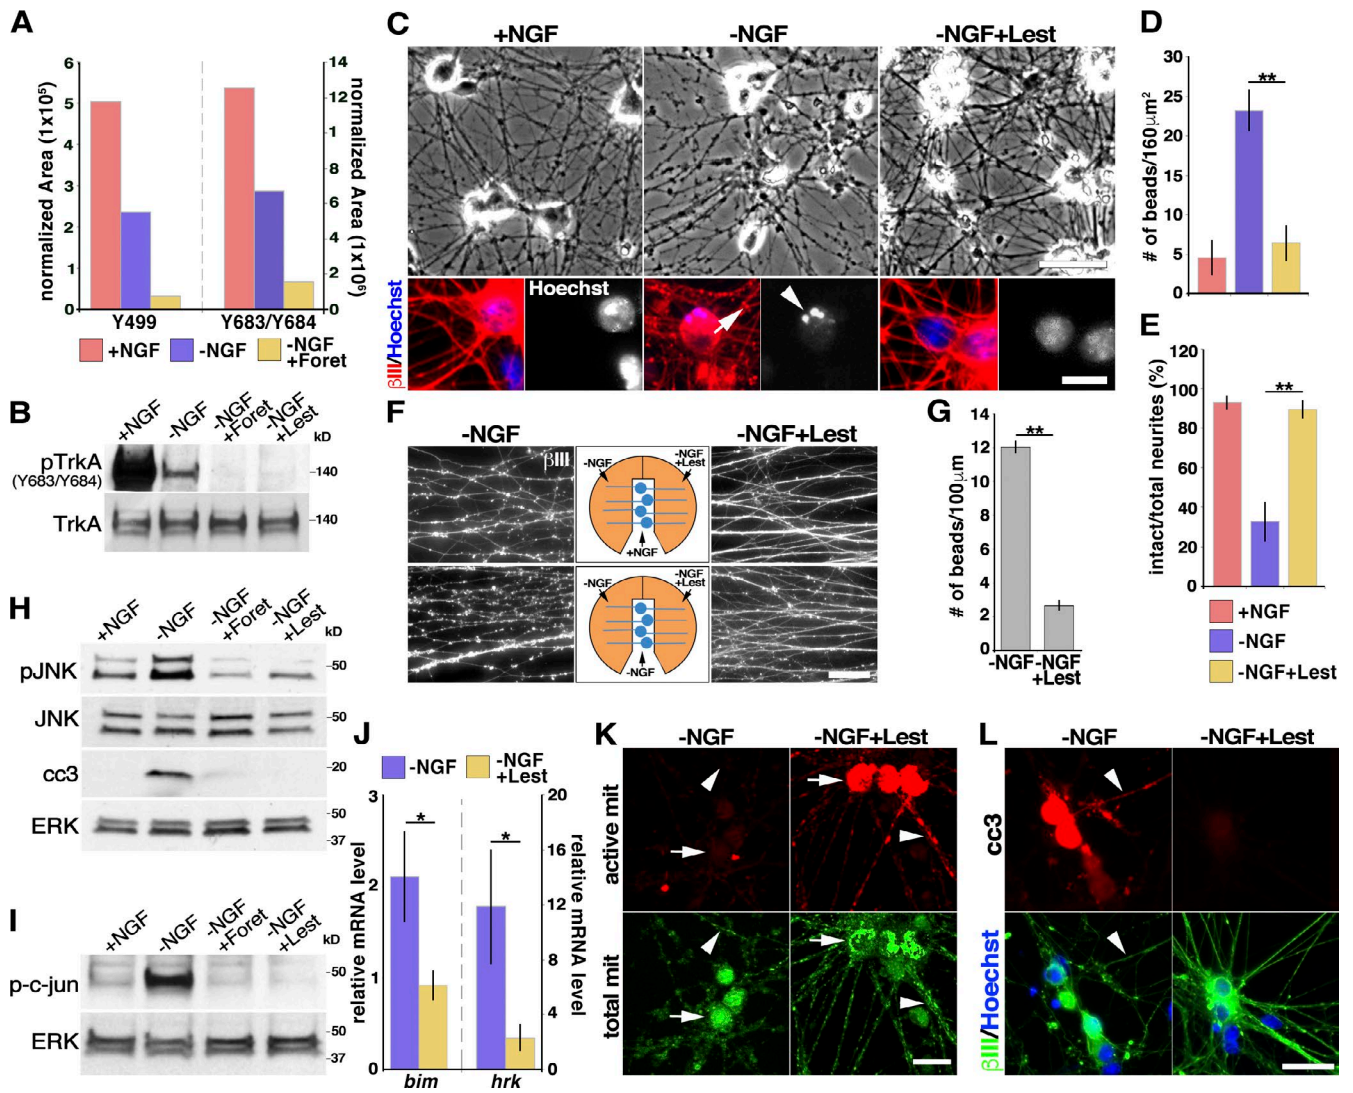 A
normalized Area (1x10⁵)
6
5
4
3
2
1
0
14
12
10
8
6
4
2
0
normalized Area (1x10⁶)
Y499
Y683/Y684
+NGF
-NGF
-NGF
+Foret
B
+NGF
-NGF
-NGF
+Foret
-NGF
+Lest
kD
pTrkA
(Y683/Y684)
-140
TrkA
-140
C
+NGF
-NGF
-NGF+Lest
βIII/Hoechst
Hoechst
D
# of beads/160µm²
30
25
20
15
10
5
0
**
E
intact/total neurites (%)
120
100
80
60
40
20
0
**
+NGF
-NGF
-NGF+Lest
F
-NGF
-NGF+Lest
βIII
-NGF
-NGF
+Lest
+NGF
-NGF
-NGF
+Lest
-NGF
G
# of beads/100µm
14
12
10
8
6
4
2
0
**
-NGF
-NGF
+Lest
H
+NGF
-NGF
-NGF
+Foret
-NGF
+Lest
kD
pJNK
-50
JNK
-50
cc3
-20
ERK
-50
-37
I
+NGF
-NGF
-NGF
+Foret
-NGF
+Lest
kD
p-c-jun
-50
ERK
-50
-37
J
-NGF
-NGF
+Lest
relative mRNA level
3
2
1
0
*
*
20
16
12
8
4
0
relative mRNA level
bim
hrk
K
-NGF
-NGF+Lest
active mit
total mit
L
-NGF
-NGF+Lest
cc3
βIII/Hoechst